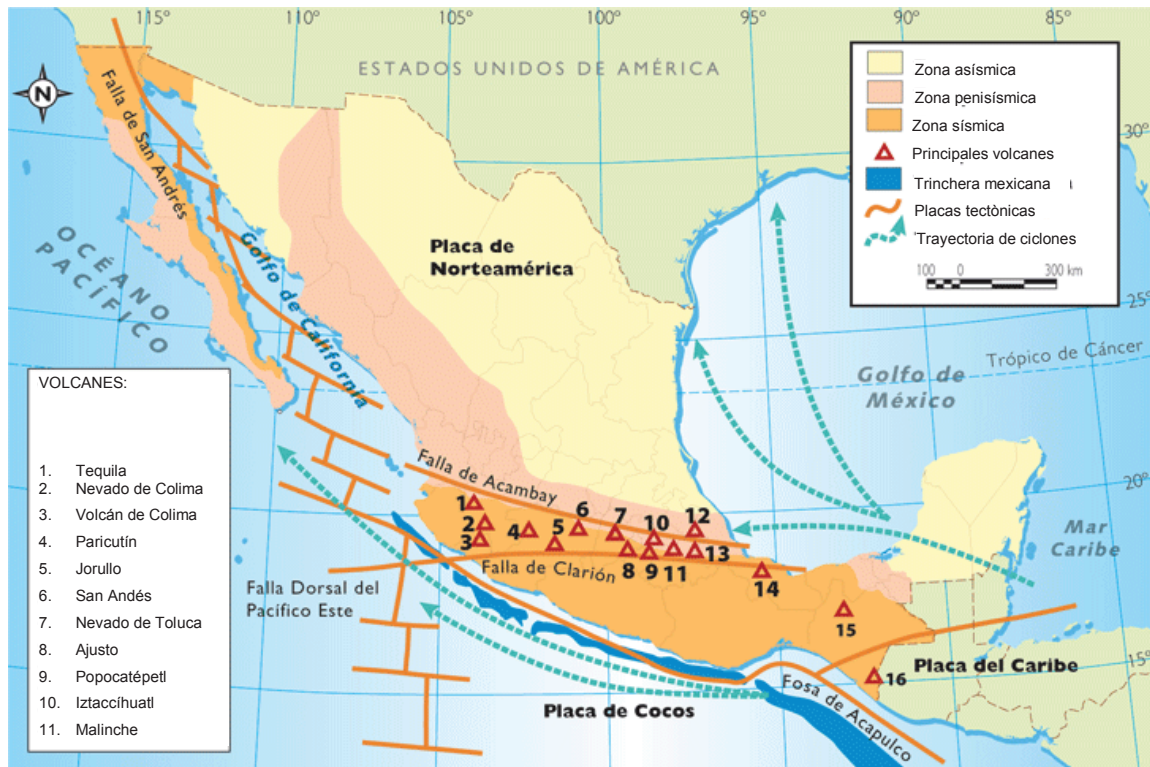 115°
110°
105°
100°
95°
90°
85°
ESTADOS UNIDOS DE AMÉRICA
N
Falla de San Andrés
OCÉANO
PACÍFICO
Golfo de California
Placa de
Norteamérica
Zona asísmica
Zona penisísmica
Zona sísmica
Principales volcanes
Trinchera mexicana
Placas tectònicas
Trayectoria de ciclones
100 0 300 km
30°
25°
Trópico de Cáncer
Golfo de
México
20°
Mar
Caribe
15°
VOLCANES:
1. Tequila
2. Nevado de Colima
3. Volcán de Colima
4. Paricutín
5. Jorullo
6. San Andés
7. Nevado de Toluca
8. Ajusto
9. Popocatépetl
10. Iztaccíhuatl
11. Malinche
Falla de Acambay
1
2
3
4
5
6
7
8
9
10
11
12
13
14
15
16
Falla de Clarión
Falla Dorsal del
Pacífico Este
Placa de Cocos
Fosa de Acapulco
Placa del Caribe
115°
110°
105°
100°
95°
90°